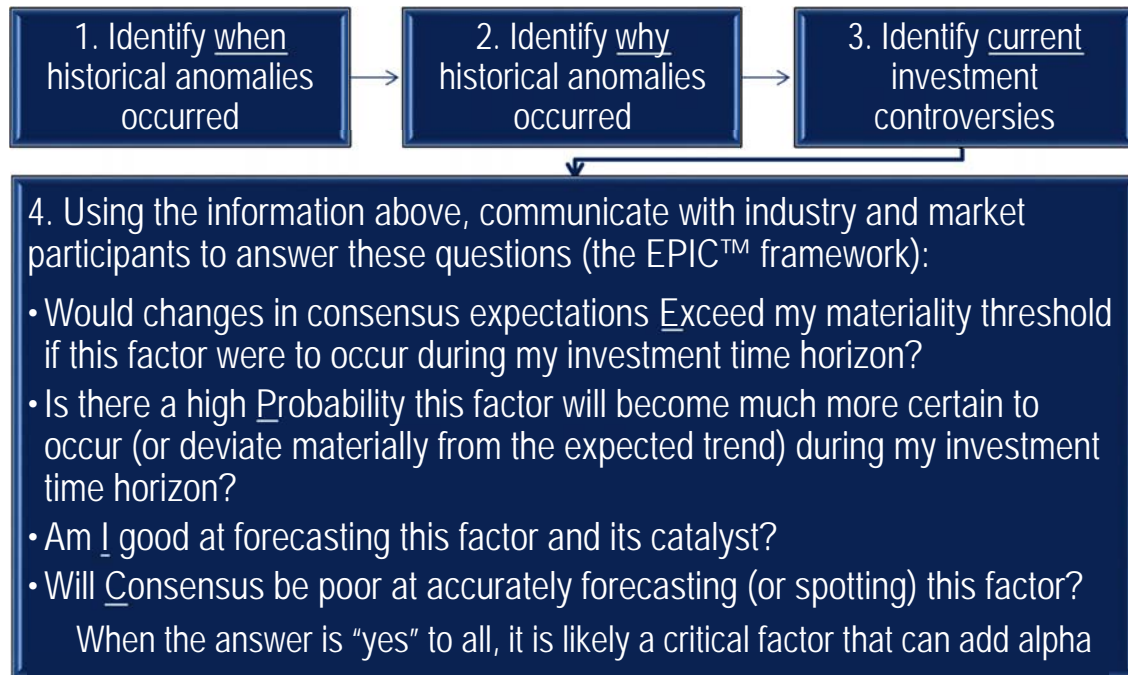 1. Identify when
historical anomalies
occurred
2. Identify why
historical anomalies
occurred
3. Identify current
investment
controversies
4. Using the information above, communicate with industry and market
participants to answer these questions (the EPIC™ framework):
• Would changes in consensus expectations Exceed my materiality threshold
if this factor were to occur during my investment time horizon?
• Is there a high Probability this factor will become much more certain to
occur (or deviate materially from the expected trend) during my investment
time horizon?
• Am I good at forecasting this factor and its catalyst?
• Will Consensus be poor at accurately forecasting (or spotting) this factor?
When the answer is “yes” to all, it is likely a critical factor that can add alpha